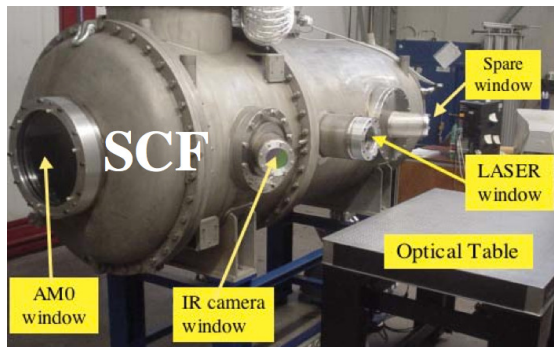 Spare
window
SCF
LASER
window
Optical Table
AM0
window
IR camera
window